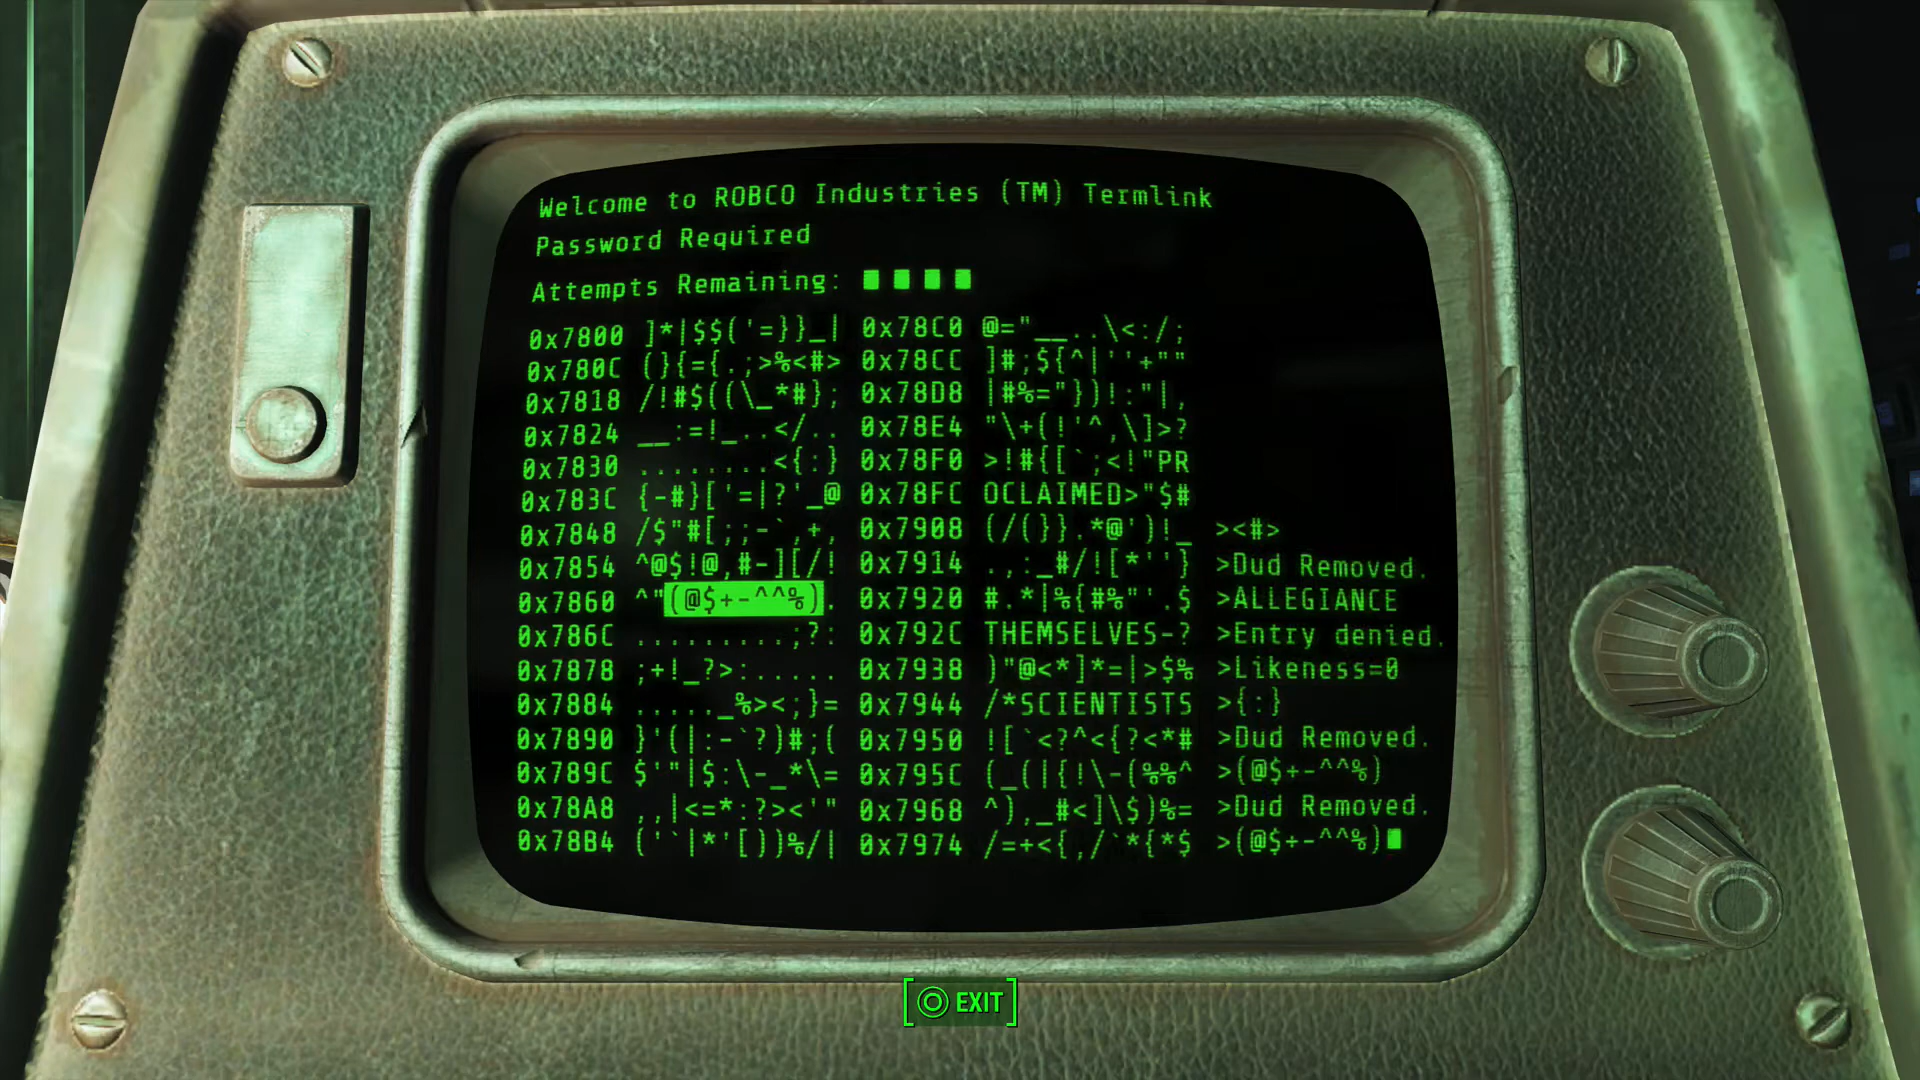 Welcome to ROBCO Industries (TM) Termlink
Password Required
Attempts Remaining: ■ ■ ■ ■
0x7800 ]*|$$('=}}_| 0x78C0 @="__..\<:/;
0x780C (}{={.;>%<#> 0x78CC ]#;${^|''+""
0x7818 /!#$((\_*#}; 0x78D8 |#%="})!:"|,
0x7824 __:=!_..</.. 0x78E4 "\+(!'^,\]>?
0x7830 ........<{:} 0x78F0 >!#{[`;<!"PR
0x783C {-#}['=|?'_@ 0x78FC OCLAIMED>"$#
0x7848 /$"#[;;-`,+, 0x7908 (/(}}.*@')!_ ><#>
0x7854 ^@$!@,#-][/! 0x7914 .,:_#/![*''} >Dud Removed.
0x7860 ^"(@$+-^^%). 0x7920 #.*|%{#%"'.$ >ALLEGIANCE
0x786C .........;?: 0x792C THEMSELVES-? >Entry denied.
0x7878 ;+!_?>:..... 0x7938 )"@<*]*=|>$% >Likeness=0
0x7884 ....._%><;}= 0x7944 /*SCIENTISTS >{:}
0x7890 }'(|:-`?)#;( 0x7950 ![`<?^<{?<*# >Dud Removed.
0x789C $'"|$:\-_*\= 0x795C (_(|{!\-(%%^ >(@$+-^^%)
0x78A8 ,,|<=*:?><'" 0x7968 ^),_#<]\$)%= >Dud Removed.
0x78B4 ('`|*'[))%/| 0x7974 /=+<{,/`*{*$ >(@$+-^^%)■
EXIT